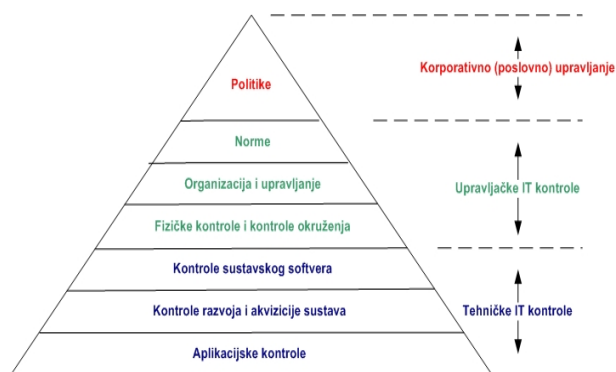 Politike
Korporativno (poslovno) upravljanje
Norme
Organizacija i upravljanje
Upravljačke IT kontrole
Fizičke kontrole i kontrole okruženja
Kontrole sustavskog softvera
Kontrole razvoja i akvizicije sustava
Tehničke IT kontrole
Aplikacijske kontrole